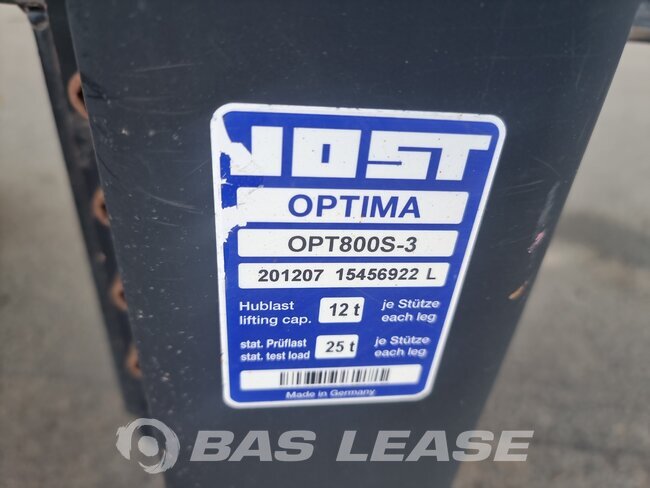 JOST
OPTIMA
OPT800S-3
201207 15456922 L
Hublast 12 t je Stütze
lifting cap. each leg
stat. Prüflast 25 t je Stütze
stat. test load each leg
Made in Germany
BAS LEASE